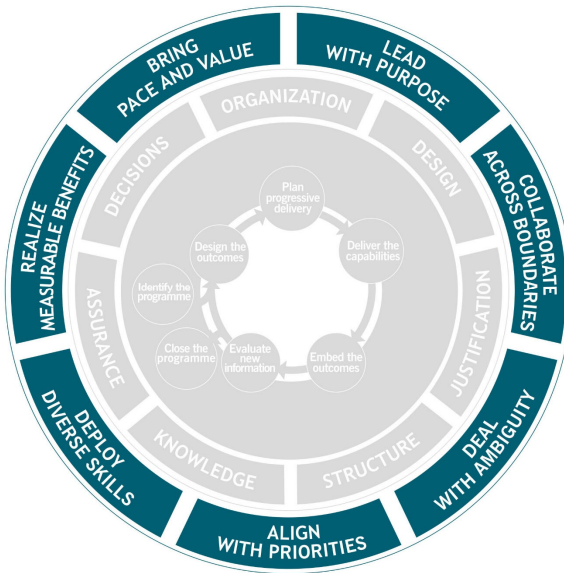 BRING
PACE AND VALUE
LEAD
WITH PURPOSE
COLLABORATE
ACROSS BOUNDARIES
DEAL
WITH AMBIGUITY
ALIGN
WITH PRIORITIES
DEPLOY
DIVERSE SKILLS
REALIZE
MEASURABLE BENEFITS
ORGANIZATION
DESIGN
JUSTIFICATION
STRUCTURE
KNOWLEDGE
ASSURANCE
DECISIONS
Plan
progressive
delivery
Deliver the
capabilities
Embed the
outcomes
Evaluate
new
information
Close the
programme
Identify the
programme
Design the
outcomes